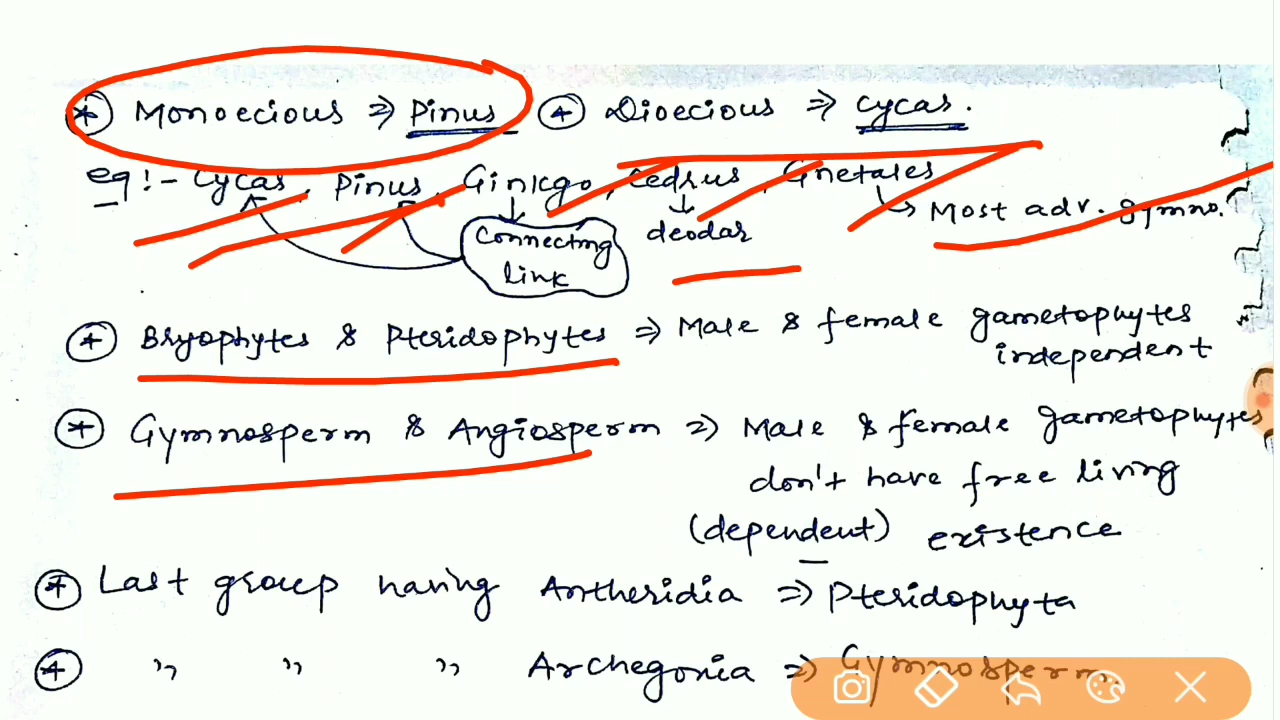 * Monoecious ⇒ Pinus * Dioecious ⇒ Cycas.
eg:- Cycas, Pinus, Ginkgo, Cedrus, Gnetales
Connecting link
deodar
Most adv. gymno.
* Bryophytes & Pteridophytes ⇒ Male & female gametophytes
independent
* Gymnosperm & Angiosperm ⇒ Male & female gametophytes
don't have free living
(dependent) existence
* Last group having Antheridia ⇒ Pteridophyta
* " " " Archegonia ⇒ Gymnosperm.